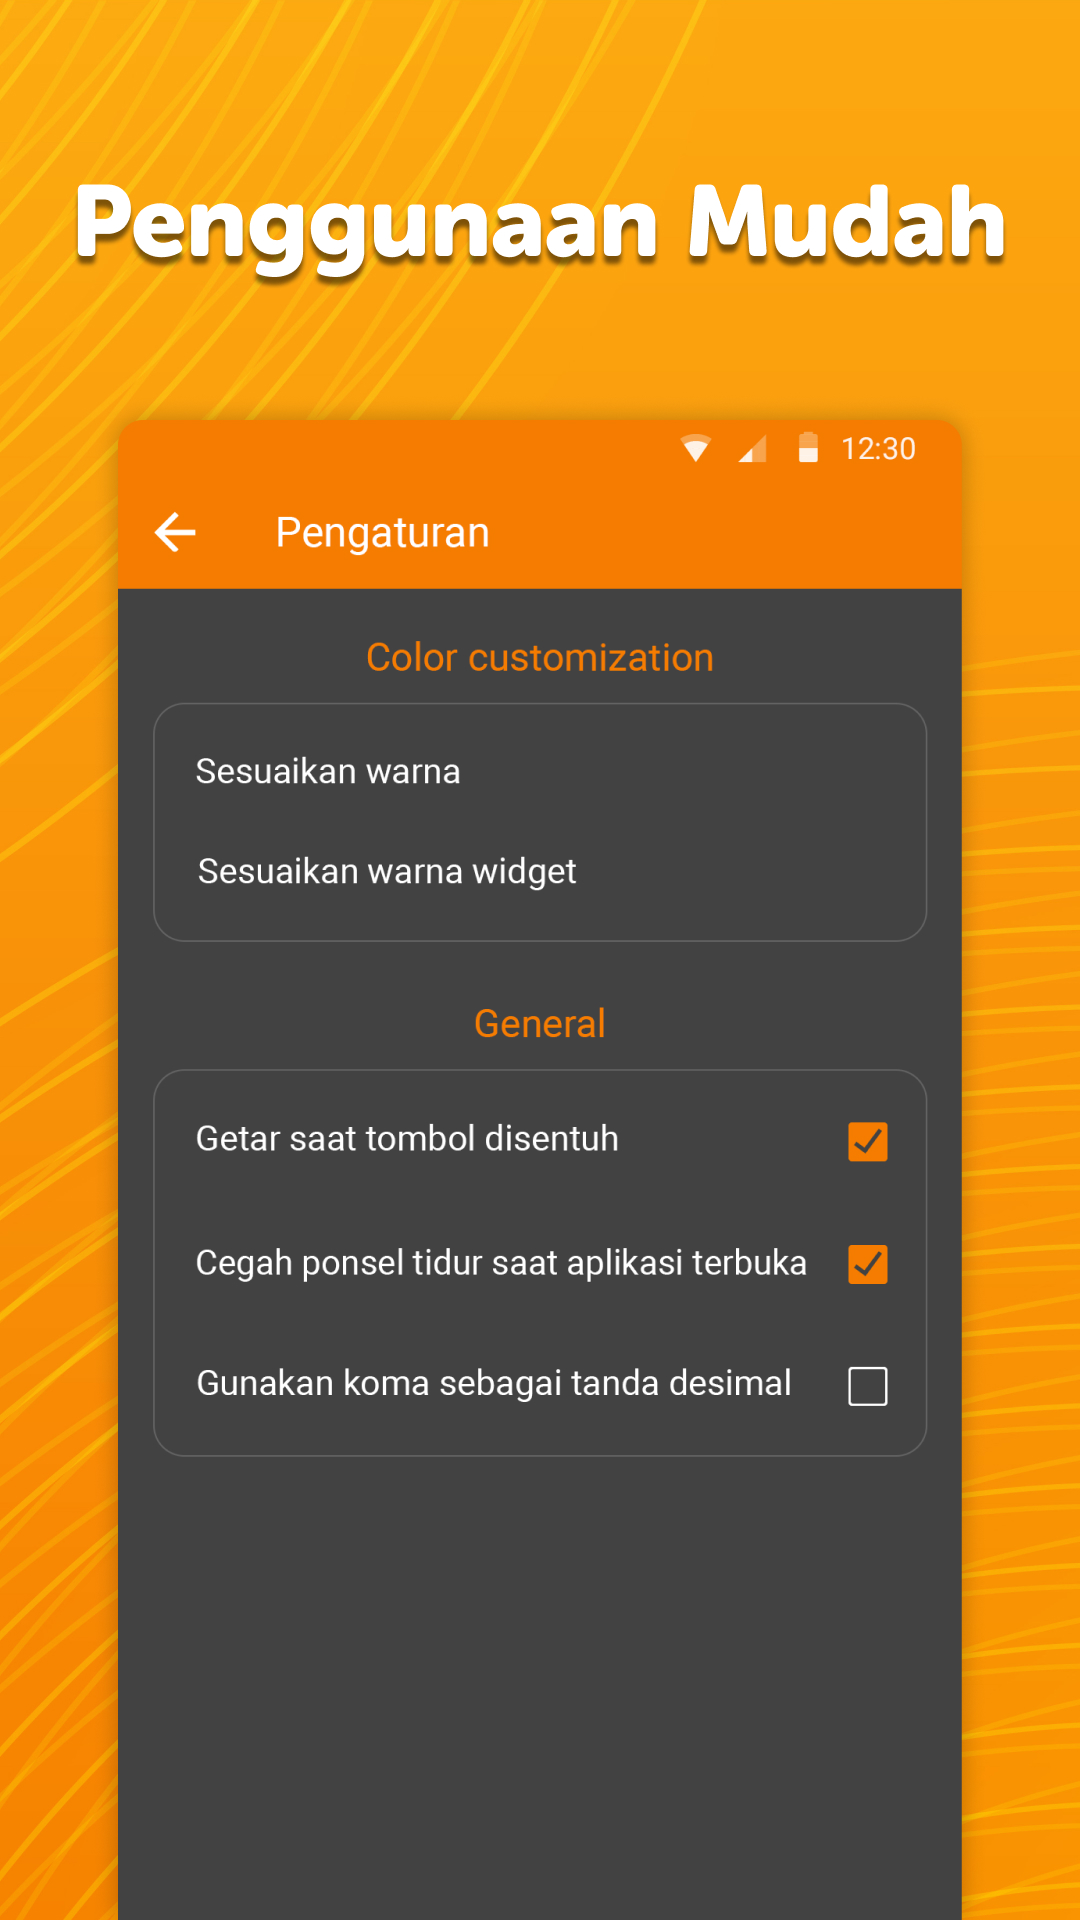 Penggunaan Mudah
12:30
Pengaturan
Color customization
Sesuaikan warna
Sesuaikan warna widget
General
Getar saat tombol disentuh
Cegah ponsel tidur saat aplikasi terbuka
Gunakan koma sebagai tanda desimal